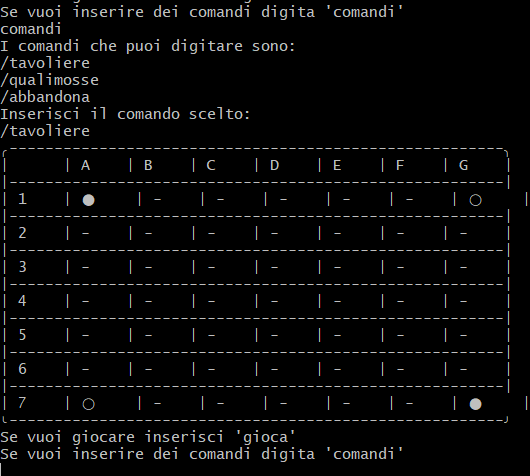 Se vuoi inserire dei comandi digita 'comandi'
comandi
I comandi che puoi digitare sono:
/tavoliere
/qualimosse
/abbandona
Inserisci il comando scelto:
/tavoliere
╭-------------------------------------------------------╮
|      | A    | B    | C    | D    | E    | F    | G    |
|-------------------------------------------------------|
| 1    | ●    | -    | -    | -    | -    | -    | ○    |
|-------------------------------------------------------|
| 2    | -    | -    | -    | -    | -    | -    | -    |
|-------------------------------------------------------|
| 3    | -    | -    | -    | -    | -    | -    | -    |
|-------------------------------------------------------|
| 4    | -    | -    | -    | -    | -    | -    | -    |
|-------------------------------------------------------|
| 5    | -    | -    | -    | -    | -    | -    | -    |
|-------------------------------------------------------|
| 6    | -    | -    | -    | -    | -    | -    | -    |
|-------------------------------------------------------|
| 7    | ○    | -    | -    | -    | -    | -    | ●    |
╰-------------------------------------------------------╯
Se vuoi giocare inserisci 'gioca'
Se vuoi inserire dei comandi digita 'comandi'